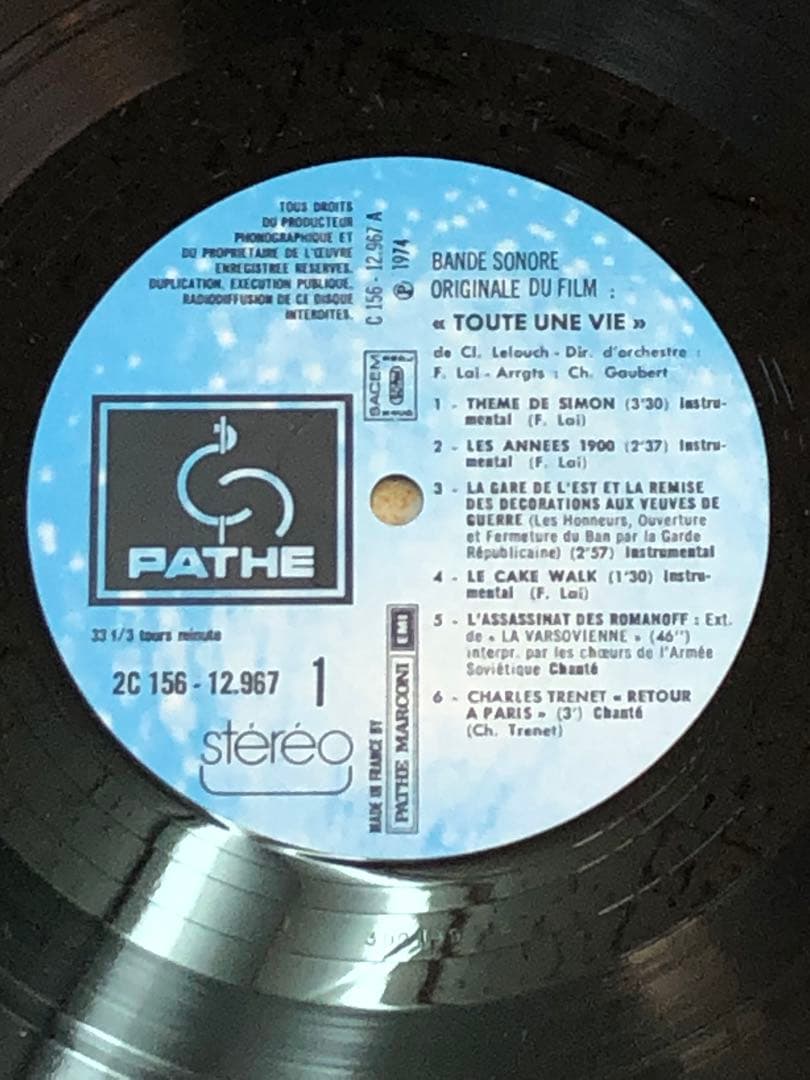 TOUS DROITS
DU PRODUCTEUR
PHONOGRAPHIQUE ET
DU PROPRIETAIRE DE L'ŒUVRE
ENREGISTREE RESERVES.
DUPLICATION, EXECUTION PUBLIQUE,
RADIODIFFUSION DE CE DISQUE
INTERDITES.
C 156 - 12.967 A
Ⓟ 1974
SACEM
BANDE SONORE
ORIGINALE DU FILM :
« TOUTE UNE VIE »
de Cl. Lelouch - Dir. d'orchestre :
F. Lai - Arrgts : Ch. Gaubert
1 - THEME DE SIMON (3'30) Instru-
mental (F. Lai)
2 - LES ANNEES 1900 (2'37) Instru-
mental (F. Lai)
3 - LA GARE DE L'EST ET LA REMISE
DES DECORATIONS AUX VEUVES DE
GUERRE (Les Honneurs, Ouverture
et Fermeture du Ban par la Garde
Républicaine) (2'57) Instrumental
4 - LE CAKE WALK (1'30) Instru-
mental (F. Lai)
5 - L'ASSASSINAT DES ROMANOFF : Ext.
de « LA VARSOVIENNE » (46'')
interpr. par les chœurs de l'Armée
Soviétique Chanté
6 - CHARLES TRENET « RETOUR
A PARIS » (3') Chanté
(Ch. Trenet)
PATHE
33 1/3 tours minute
2C 156 - 12.967 1
stéréo
MADE IN FRANCE BY
PATHE MARCONI EMI